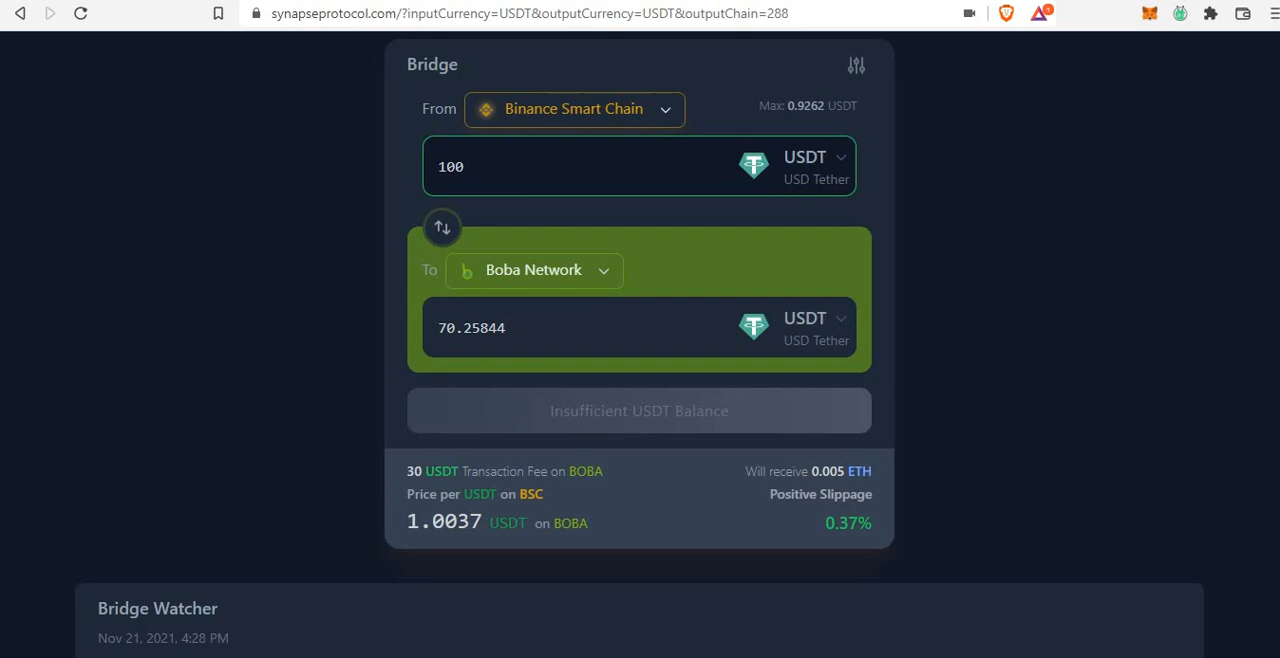 synapseprotocol.com/?inputCurrency=USDT&outputCurrency=USDT&outputChain=288
1
Bridge
From Binance Smart Chain Max: 0.9262 USDT
100 USDT
USD Tether
To Boba Network
70.25844 USDT
USD Tether
Insufficient USDT Balance
30 USDT Transaction Fee on BOBA Will receive 0.005 ETH
Price per USDT on BSC Positive Slippage
1.0037 USDT on BOBA 0.37%
Bridge Watcher
Nov 21, 2021, 4:28 PM